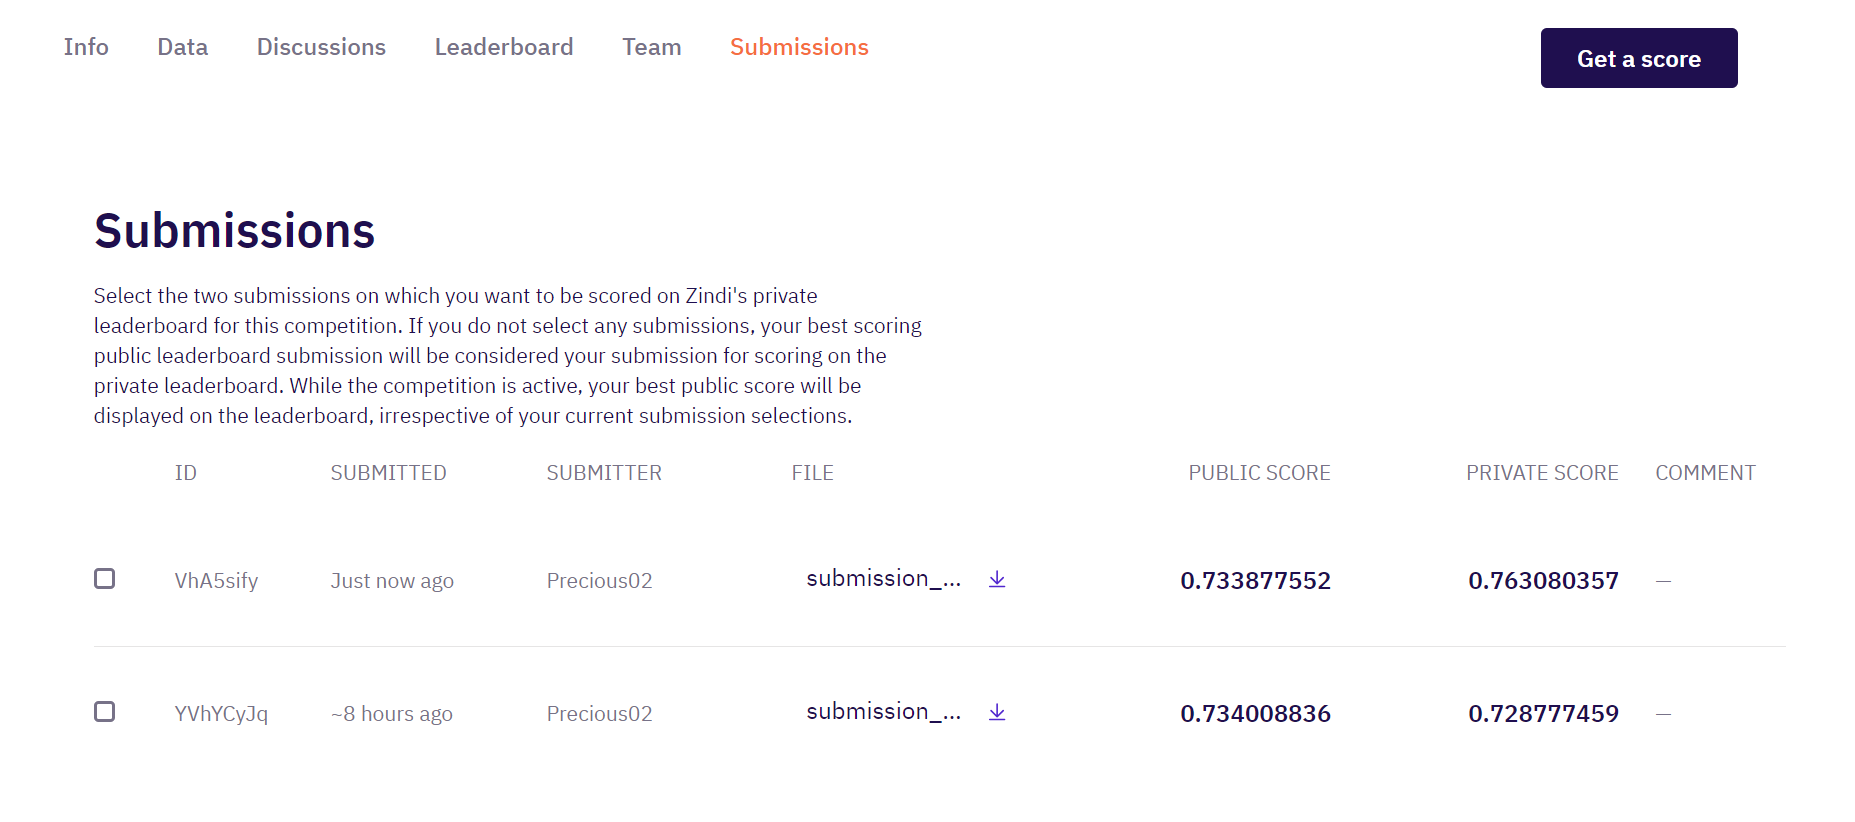 Info Data Discussions Leaderboard Team Submissions
Get a score
Submissions
Select the two submissions on which you want to be scored on Zindi's private
leaderboard for this competition. If you do not select any submissions, your best scoring
public leaderboard submission will be considered your submission for scoring on the
private leaderboard. While the competition is active, your best public score will be
displayed on the leaderboard, irrespective of your current submission selections.
ID SUBMITTED SUBMITTER FILE PUBLIC SCORE PRIVATE SCORE COMMENT
VhA5sify Just now ago Precious02 submission_... 0.733877552 0.763080357 —
YVhYCyJq ~8 hours ago Precious02 submission_... 0.734008836 0.728777459 —